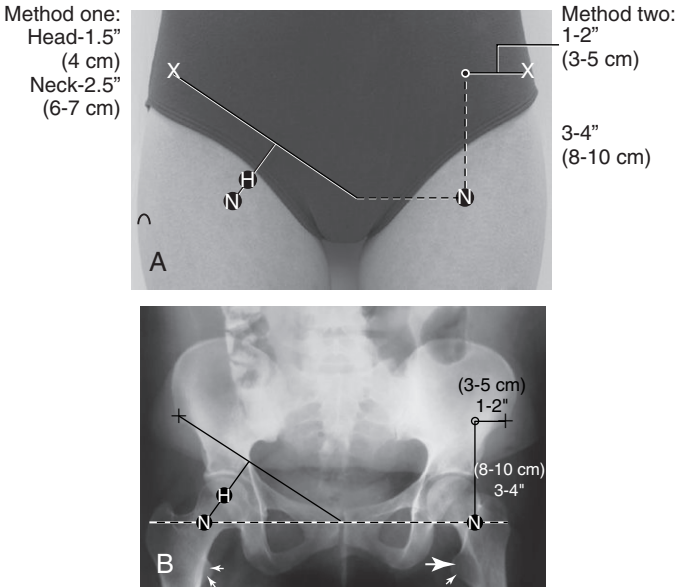 Method one:
Head-1.5”
(4 cm)
Neck-2.5”
(6-7 cm)
Method two:
1-2”
(3-5 cm)
3-4”
(8-10 cm)
X
X
H
N
N
A
(3-5 cm)
1-2"
(8-10 cm)
3-4"
H
N
N
B